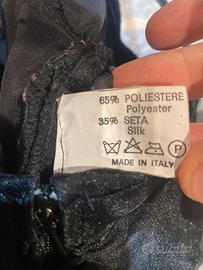 65% POLIESTERE
Polyester
35% SETA
Silk
P
MADE IN ITALY